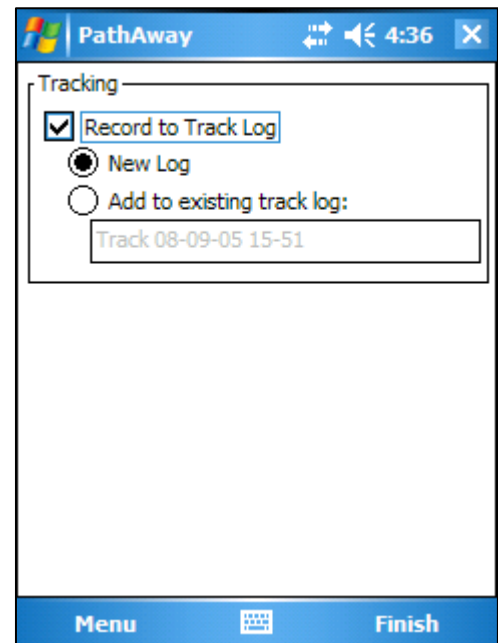 PathAway 4:36
Tracking
Record to Track Log
New Log
Add to existing track log:
Track 08-09-05 15-51
Menu Finish